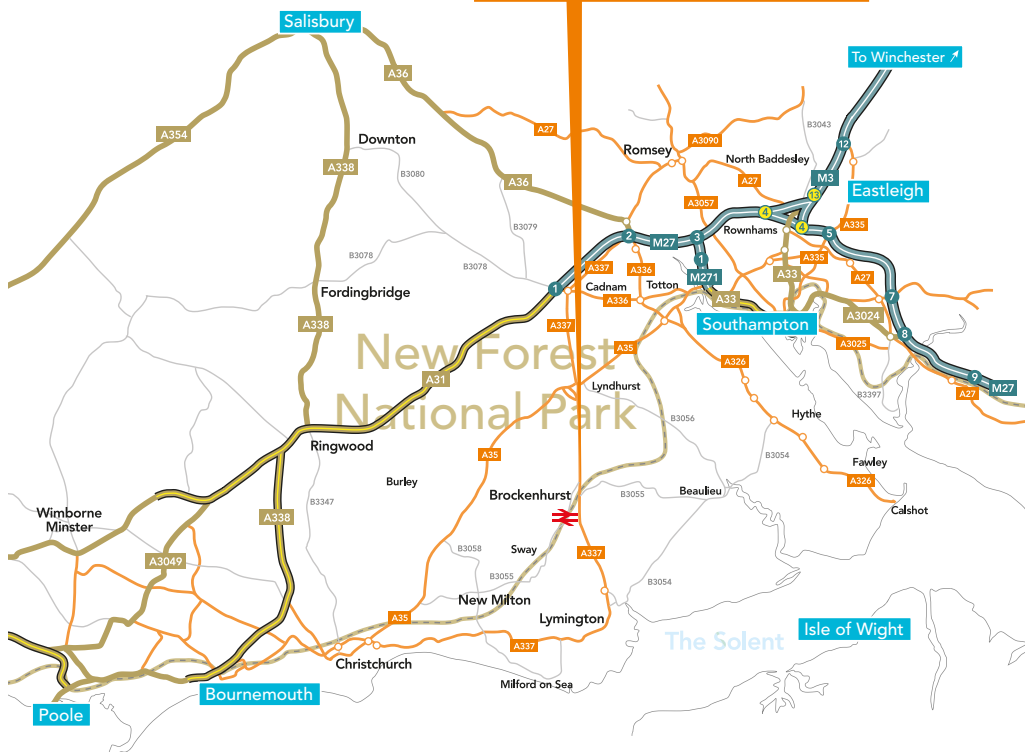 Salisbury
To Winchester
A36
A354
A27
A3090
B3043
12
Downton
Romsey
North Baddesley
A338
B3080
A36
A27
M3
Eastleigh
13
A3057
4
B3079
Rownhams
4
5
A335
2
M27
3
B3078
B3078
A337
A336
1
A335
A33
A27
M271
1
Cadnam
Totton
Fordingbridge
A336
A33
7
A338
A337
Southampton
A3024
New Forest
A35
A3025
8
A326
A31
9
M27
Lyndhurst
A27
B3397
National Park
B3056
Hythe
Ringwood
A35
B3054
Burley
Fawley
A326
Brockenhurst
B3055
Beaulieu
B3347
Calshot
Wimborne
Minster
A338
B3058
Sway
A337
A3049
B3055
B3054
New Milton
A35
Lymington
The Solent
Isle of Wight
A337
Christchurch
Milford on Sea
Bournemouth
Poole